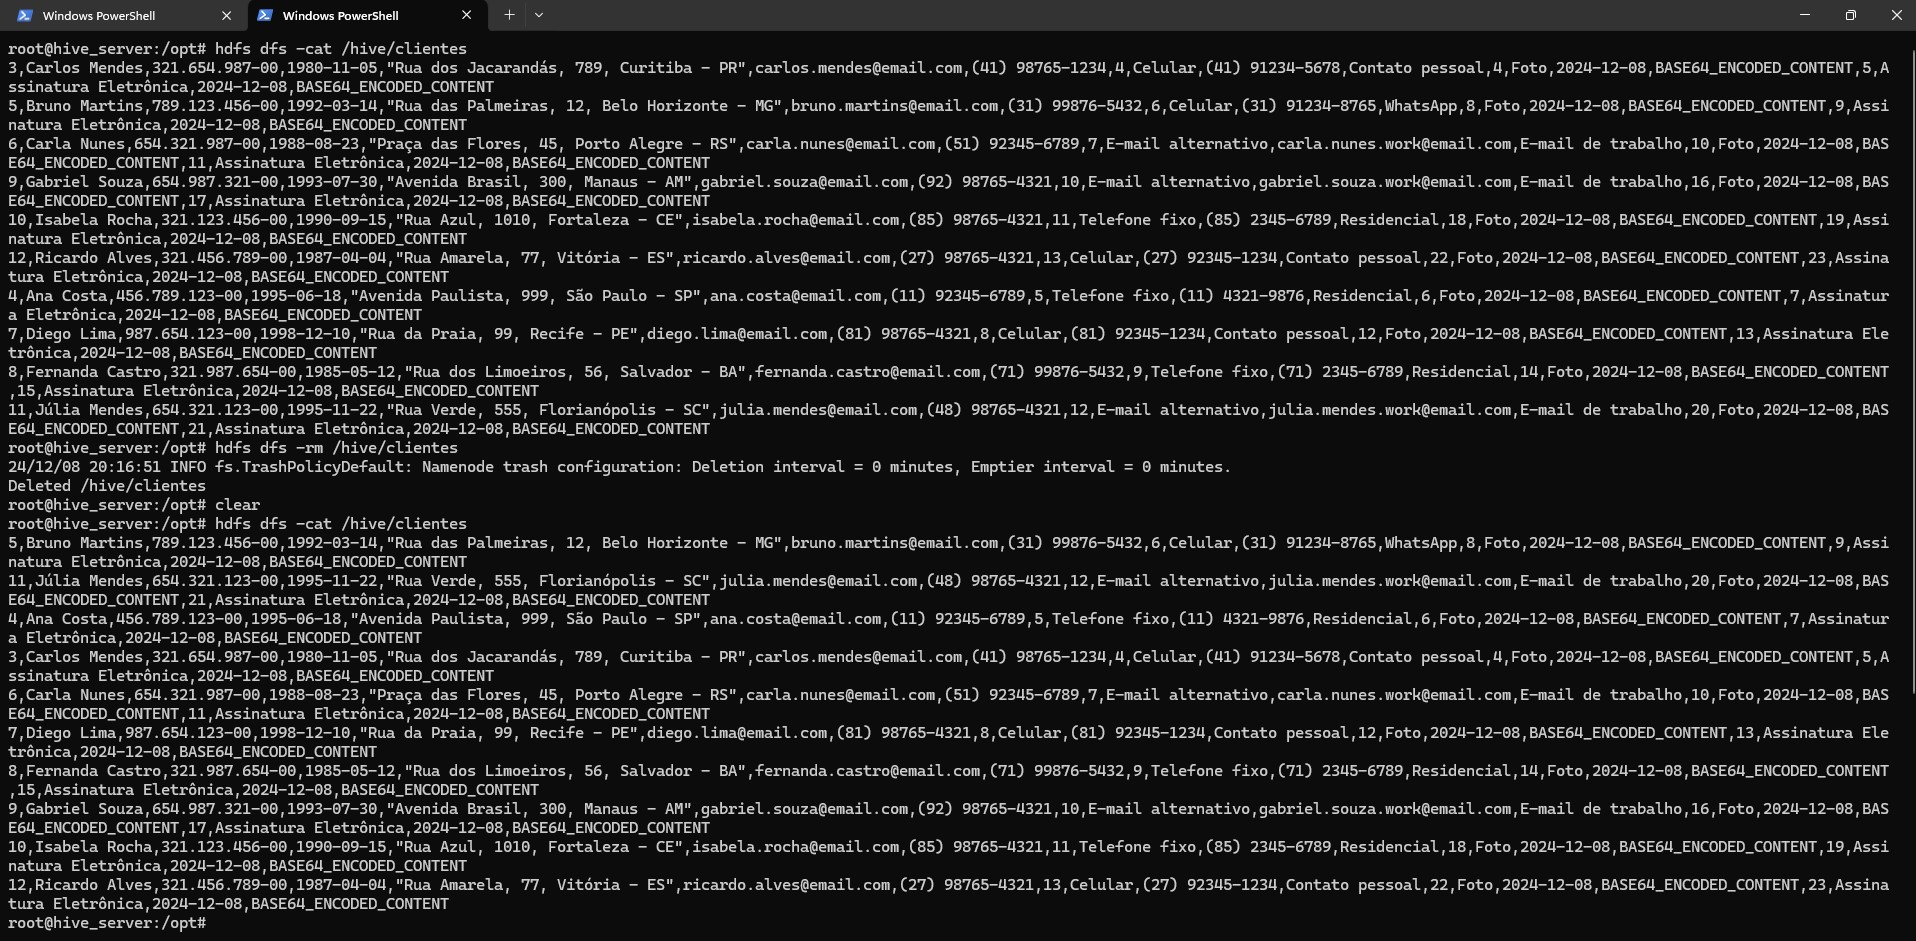 Windows PowerShell
Windows PowerShell
root@hive_server:/opt# hdfs dfs -cat /hive/clientes
3,Carlos Mendes,321.654.987-00,1980-11-05,"Rua dos Jacarandás, 789, Curitiba - PR",carlos.mendes@email.com,(41) 98765-1234,4,Celular,(41) 91234-5678,Contato pessoal,4,Foto,2024-12-08,BASE64_ENCODED_CONTENT,5,A
ssinatura Eletrônica,2024-12-08,BASE64_ENCODED_CONTENT
5,Bruno Martins,789.123.456-00,1992-03-14,"Rua das Palmeiras, 12, Belo Horizonte - MG",bruno.martins@email.com,(31) 99876-5432,6,Celular,(31) 91234-8765,WhatsApp,8,Foto,2024-12-08,BASE64_ENCODED_CONTENT,9,Assi
natura Eletrônica,2024-12-08,BASE64_ENCODED_CONTENT
6,Carla Nunes,654.321.987-00,1988-08-23,"Praça das Flores, 45, Porto Alegre - RS",carla.nunes@email.com,(51) 92345-6789,7,E-mail alternativo,carla.nunes.work@email.com,E-mail de trabalho,10,Foto,2024-12-08,BAS
E64_ENCODED_CONTENT,11,Assinatura Eletrônica,2024-12-08,BASE64_ENCODED_CONTENT
9,Gabriel Souza,654.987.321-00,1993-07-30,"Avenida Brasil, 300, Manaus - AM",gabriel.souza@email.com,(92) 98765-4321,10,E-mail alternativo,gabriel.souza.work@email.com,E-mail de trabalho,16,Foto,2024-12-08,BAS
E64_ENCODED_CONTENT,17,Assinatura Eletrônica,2024-12-08,BASE64_ENCODED_CONTENT
10,Isabela Rocha,321.123.456-00,1990-09-15,"Rua Azul, 1010, Fortaleza - CE",isabela.rocha@email.com,(85) 98765-4321,11,Telefone fixo,(85) 2345-6789,Residencial,18,Foto,2024-12-08,BASE64_ENCODED_CONTENT,19,Assi
natura Eletrônica,2024-12-08,BASE64_ENCODED_CONTENT
12,Ricardo Alves,321.456.789-00,1987-04-04,"Rua Amarela, 77, Vitória - ES",ricardo.alves@email.com,(27) 98765-4321,13,Celular,(27) 92345-1234,Contato pessoal,22,Foto,2024-12-08,BASE64_ENCODED_CONTENT,23,Assina
tura Eletrônica,2024-12-08,BASE64_ENCODED_CONTENT
4,Ana Costa,456.789.123-00,1995-06-18,"Avenida Paulista, 999, São Paulo - SP",ana.costa@email.com,(11) 92345-6789,5,Telefone fixo,(11) 4321-9876,Residencial,6,Foto,2024-12-08,BASE64_ENCODED_CONTENT,7,Assinatur
a Eletrônica,2024-12-08,BASE64_ENCODED_CONTENT
7,Diego Lima,987.654.123-00,1998-12-10,"Rua da Praia, 99, Recife - PE",diego.lima@email.com,(81) 98765-4321,8,Celular,(81) 92345-1234,Contato pessoal,12,Foto,2024-12-08,BASE64_ENCODED_CONTENT,13,Assinatura Ele
trônica,2024-12-08,BASE64_ENCODED_CONTENT
8,Fernanda Castro,321.987.654-00,1985-05-12,"Rua dos Limoeiros, 56, Salvador - BA",fernanda.castro@email.com,(71) 99876-5432,9,Telefone fixo,(71) 2345-6789,Residencial,14,Foto,2024-12-08,BASE64_ENCODED_CONTENT
,15,Assinatura Eletrônica,2024-12-08,BASE64_ENCODED_CONTENT
11,Júlia Mendes,654.321.123-00,1995-11-22,"Rua Verde, 555, Florianópolis - SC",julia.mendes@email.com,(48) 98765-4321,12,E-mail alternativo,julia.mendes.work@email.com,E-mail de trabalho,20,Foto,2024-12-08,BAS
E64_ENCODED_CONTENT,21,Assinatura Eletrônica,2024-12-08,BASE64_ENCODED_CONTENT
root@hive_server:/opt# hdfs dfs -rm /hive/clientes
24/12/08 20:16:51 INFO fs.TrashPolicyDefault: Namenode trash configuration: Deletion interval = 0 minutes, Emptier interval = 0 minutes.
Deleted /hive/clientes
root@hive_server:/opt# clear
root@hive_server:/opt# hdfs dfs -cat /hive/clientes
5,Bruno Martins,789.123.456-00,1992-03-14,"Rua das Palmeiras, 12, Belo Horizonte - MG",bruno.martins@email.com,(31) 99876-5432,6,Celular,(31) 91234-8765,WhatsApp,8,Foto,2024-12-08,BASE64_ENCODED_CONTENT,9,Assi
natura Eletrônica,2024-12-08,BASE64_ENCODED_CONTENT
11,Júlia Mendes,654.321.123-00,1995-11-22,"Rua Verde, 555, Florianópolis - SC",julia.mendes@email.com,(48) 98765-4321,12,E-mail alternativo,julia.mendes.work@email.com,E-mail de trabalho,20,Foto,2024-12-08,BAS
E64_ENCODED_CONTENT,21,Assinatura Eletrônica,2024-12-08,BASE64_ENCODED_CONTENT
4,Ana Costa,456.789.123-00,1995-06-18,"Avenida Paulista, 999, São Paulo - SP",ana.costa@email.com,(11) 92345-6789,5,Telefone fixo,(11) 4321-9876,Residencial,6,Foto,2024-12-08,BASE64_ENCODED_CONTENT,7,Assinatur
a Eletrônica,2024-12-08,BASE64_ENCODED_CONTENT
3,Carlos Mendes,321.654.987-00,1980-11-05,"Rua dos Jacarandás, 789, Curitiba - PR",carlos.mendes@email.com,(41) 98765-1234,4,Celular,(41) 91234-5678,Contato pessoal,4,Foto,2024-12-08,BASE64_ENCODED_CONTENT,5,A
ssinatura Eletrônica,2024-12-08,BASE64_ENCODED_CONTENT
6,Carla Nunes,654.321.987-00,1988-08-23,"Praça das Flores, 45, Porto Alegre - RS",carla.nunes@email.com,(51) 92345-6789,7,E-mail alternativo,carla.nunes.work@email.com,E-mail de trabalho,10,Foto,2024-12-08,BAS
E64_ENCODED_CONTENT,11,Assinatura Eletrônica,2024-12-08,BASE64_ENCODED_CONTENT
7,Diego Lima,987.654.123-00,1998-12-10,"Rua da Praia, 99, Recife - PE",diego.lima@email.com,(81) 98765-4321,8,Celular,(81) 92345-1234,Contato pessoal,12,Foto,2024-12-08,BASE64_ENCODED_CONTENT,13,Assinatura Ele
trônica,2024-12-08,BASE64_ENCODED_CONTENT
8,Fernanda Castro,321.987.654-00,1985-05-12,"Rua dos Limoeiros, 56, Salvador - BA",fernanda.castro@email.com,(71) 99876-5432,9,Telefone fixo,(71) 2345-6789,Residencial,14,Foto,2024-12-08,BASE64_ENCODED_CONTENT
,15,Assinatura Eletrônica,2024-12-08,BASE64_ENCODED_CONTENT
9,Gabriel Souza,654.987.321-00,1993-07-30,"Avenida Brasil, 300, Manaus - AM",gabriel.souza@email.com,(92) 98765-4321,10,E-mail alternativo,gabriel.souza.work@email.com,E-mail de trabalho,16,Foto,2024-12-08,BAS
E64_ENCODED_CONTENT,17,Assinatura Eletrônica,2024-12-08,BASE64_ENCODED_CONTENT
10,Isabela Rocha,321.123.456-00,1990-09-15,"Rua Azul, 1010, Fortaleza - CE",isabela.rocha@email.com,(85) 98765-4321,11,Telefone fixo,(85) 2345-6789,Residencial,18,Foto,2024-12-08,BASE64_ENCODED_CONTENT,19,Assi
natura Eletrônica,2024-12-08,BASE64_ENCODED_CONTENT
12,Ricardo Alves,321.456.789-00,1987-04-04,"Rua Amarela, 77, Vitória - ES",ricardo.alves@email.com,(27) 98765-4321,13,Celular,(27) 92345-1234,Contato pessoal,22,Foto,2024-12-08,BASE64_ENCODED_CONTENT,23,Assina
tura Eletrônica,2024-12-08,BASE64_ENCODED_CONTENT
root@hive_server:/opt#